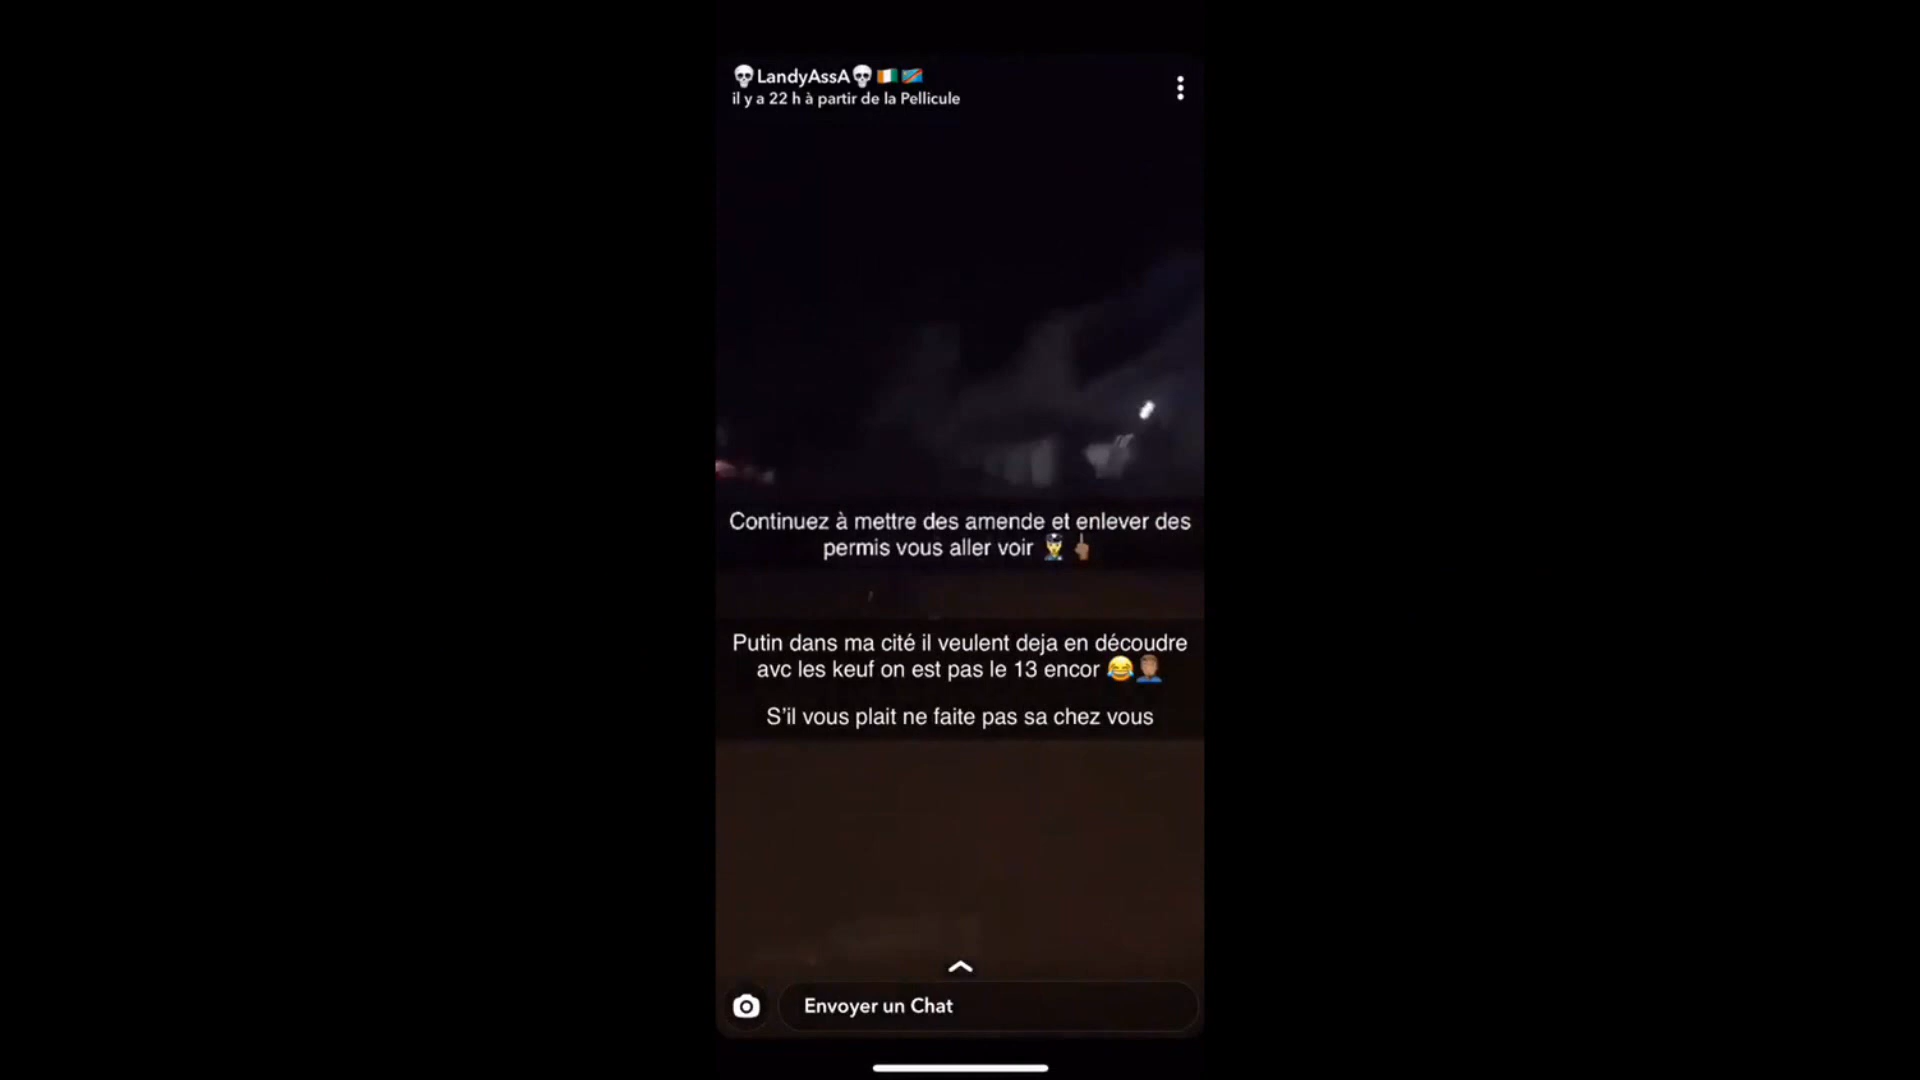 💀LandyAssA💀🇨🇮🇨🇩
il y a 22 h à partir de la Pellicule
Continuez à mettre des amende et enlever des
permis vous aller voir 👮🖕🏽
Putin dans ma cité il veulent deja en découdre
avc les keuf on est pas le 13 encor 😂🤦🏽‍♂️
S'il vous plait ne faite pas sa chez vous
Envoyer un Chat